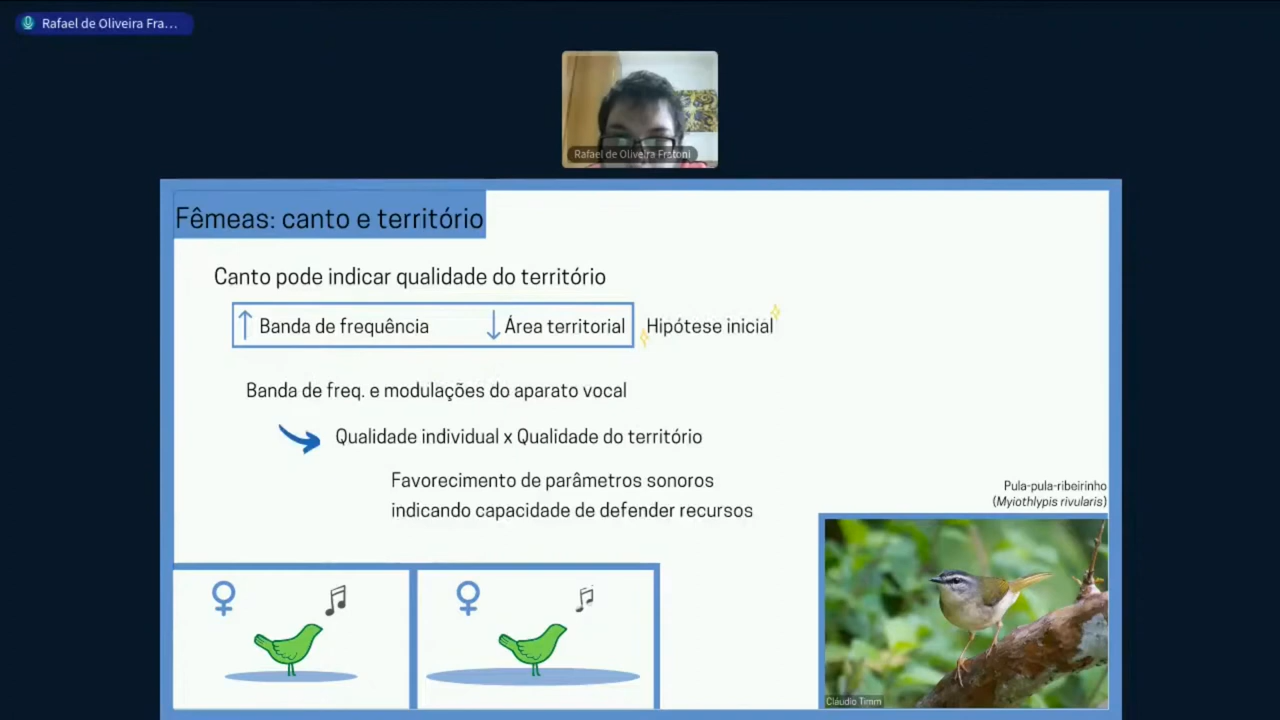 Rafael de Oliveira Fra...
Rafael de Oliveira Fratoni
Fêmeas: canto e território
Canto pode indicar qualidade do território
↑ Banda de frequência ↓ Área territorial Hipótese inicial
Banda de freq. e modulações do aparato vocal
Qualidade individual x Qualidade do território
Favorecimento de parâmetros sonoros
indicando capacidade de defender recursos
Pula-pula-ribeirinho
(Myiothlypis rivularis)
Cláudio Timm